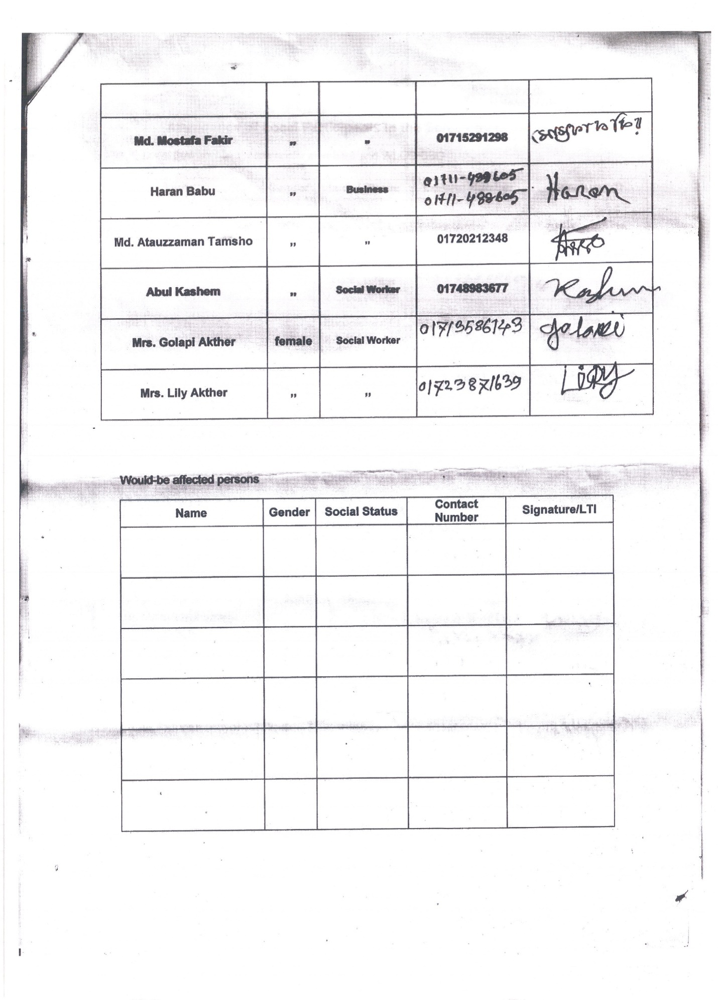 Md. Mostafa Fakir ,, ,, 01715291298
Haran Babu ,, Business 01711-488605 Haran
01711-488605
Md. Atauzzaman Tamsho ,, ,, 01720212348
Abul Kashem ,, Social Worker 01748983677 Kashem
Mrs. Golapi Akther female Social Worker 01713586143 golapi
Mrs. Lily Akther ,, ,, 01723871639 Lily
Would-be affected persons
Name Gender Social Status Contact Number Signature/LTI